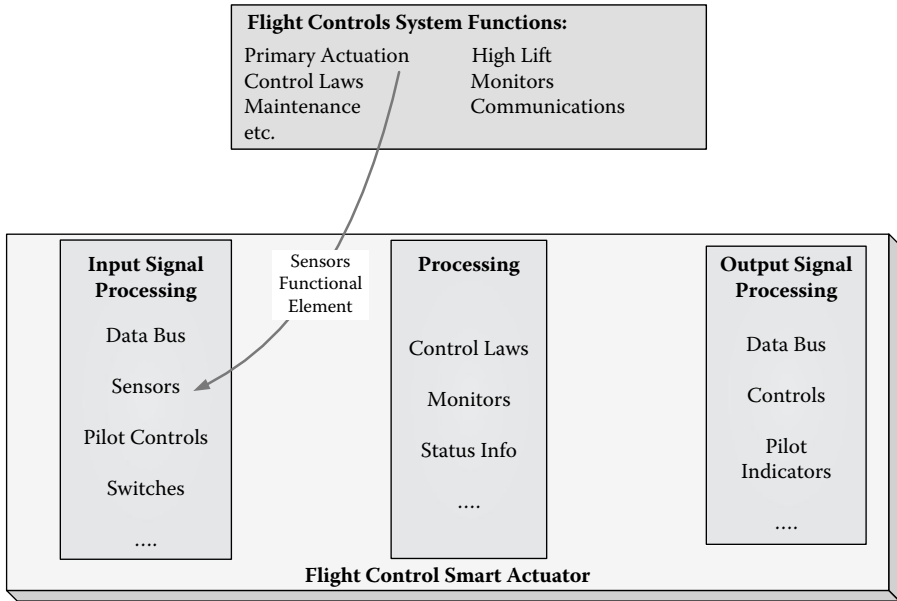 Flight Controls System Functions:
Primary Actuation
High Lift
Control Laws
Monitors
Maintenance
Communications
etc.
Sensors
Functional
Element
Input Signal
Processing
Data Bus
Sensors
Pilot Controls
Switches
....
Processing
Control Laws
Monitors
Status Info
....
Output Signal
Processing
Data Bus
Controls
Pilot
Indicators
....
Flight Control Smart Actuator